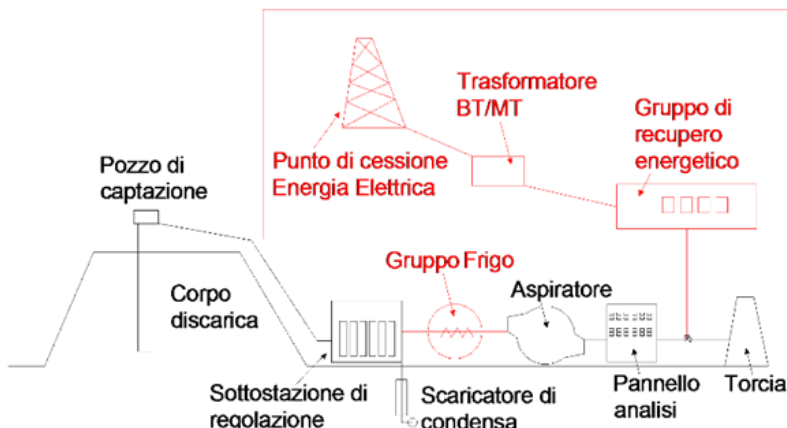 Trasformatore
BT/MT
Gruppo di
recupero
energetico
Punto di cessione
Energia Elettrica
Pozzo di
captazione
Gruppo Frigo
Aspiratore
Corpo
discarica
Sottostazione di
regolazione
Scaricatore di
condensa
Pannello
analisi
Torcia